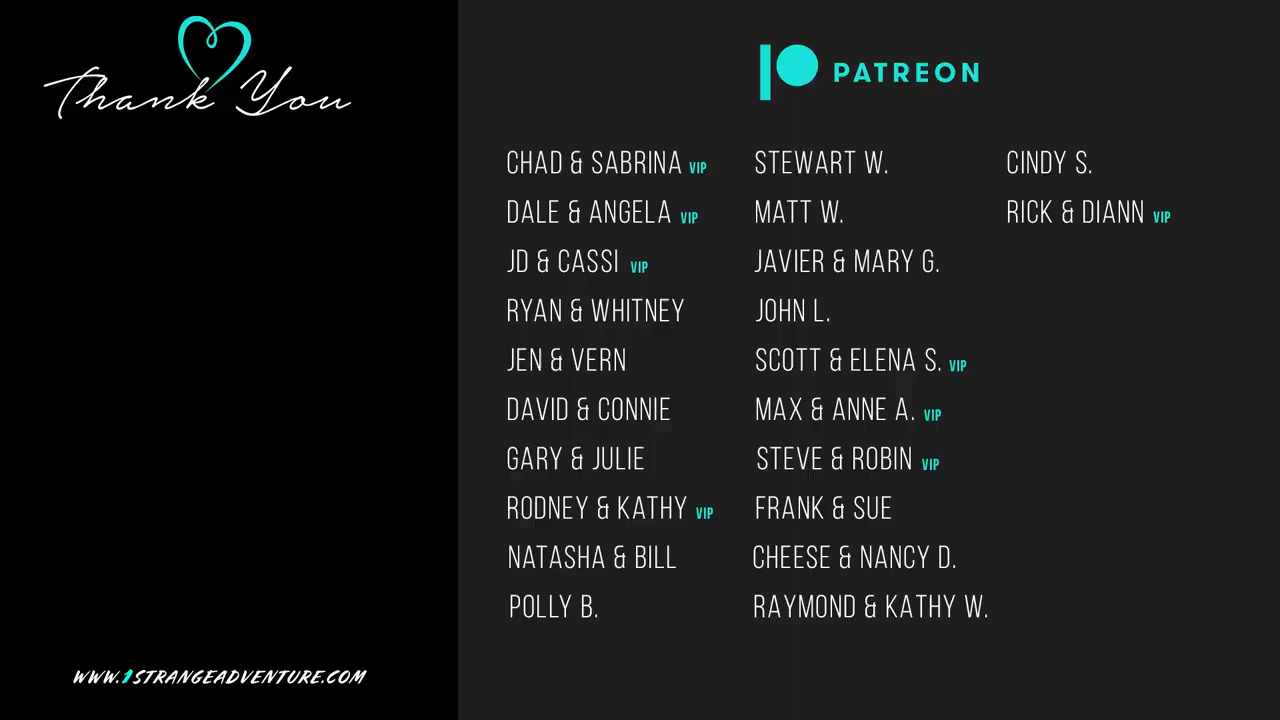 Thank You
PATREON
CHAD & SABRINA VIP
DALE & ANGELA VIP
JD & CASSI VIP
RYAN & WHITNEY
JEN & VERN
DAVID & CONNIE
GARY & JULIE
RODNEY & KATHY VIP
NATASHA & BILL
POLLY B.
STEWART W.
MATT W.
JAVIER & MARY G.
JOHN L.
SCOTT & ELENA S. VIP
MAX & ANNE A. VIP
STEVE & ROBIN VIP
FRANK & SUE
CHEESE & NANCY D.
RAYMOND & KATHY W.
CINDY S.
RICK & DIANN VIP
WWW.1STRANGEADVENTURE.COM